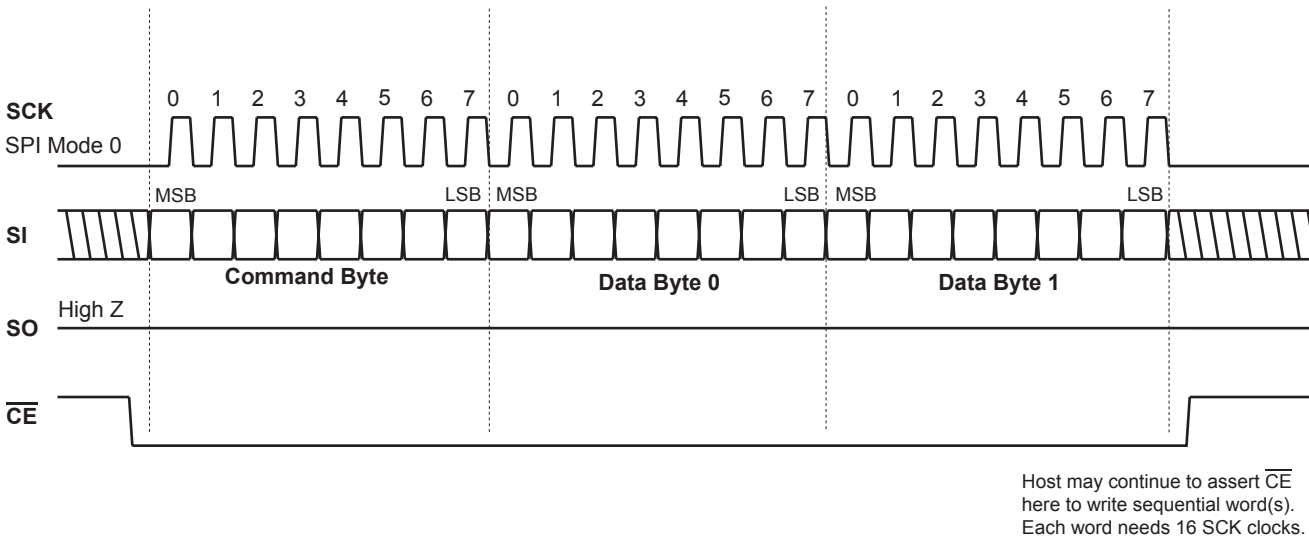 0 1 2 3 4 5 6 7 0 1 2 3 4 5 6 7 0 1 2 3 4 5 6 7
SCK
SPI Mode 0
MSB LSB MSB LSB MSB LSB
SI
Command Byte Data Byte 0 Data Byte 1
High Z
SO
CE
Host may continue to assert CE
here to write sequential word(s).
Each word needs 16 SCK clocks.